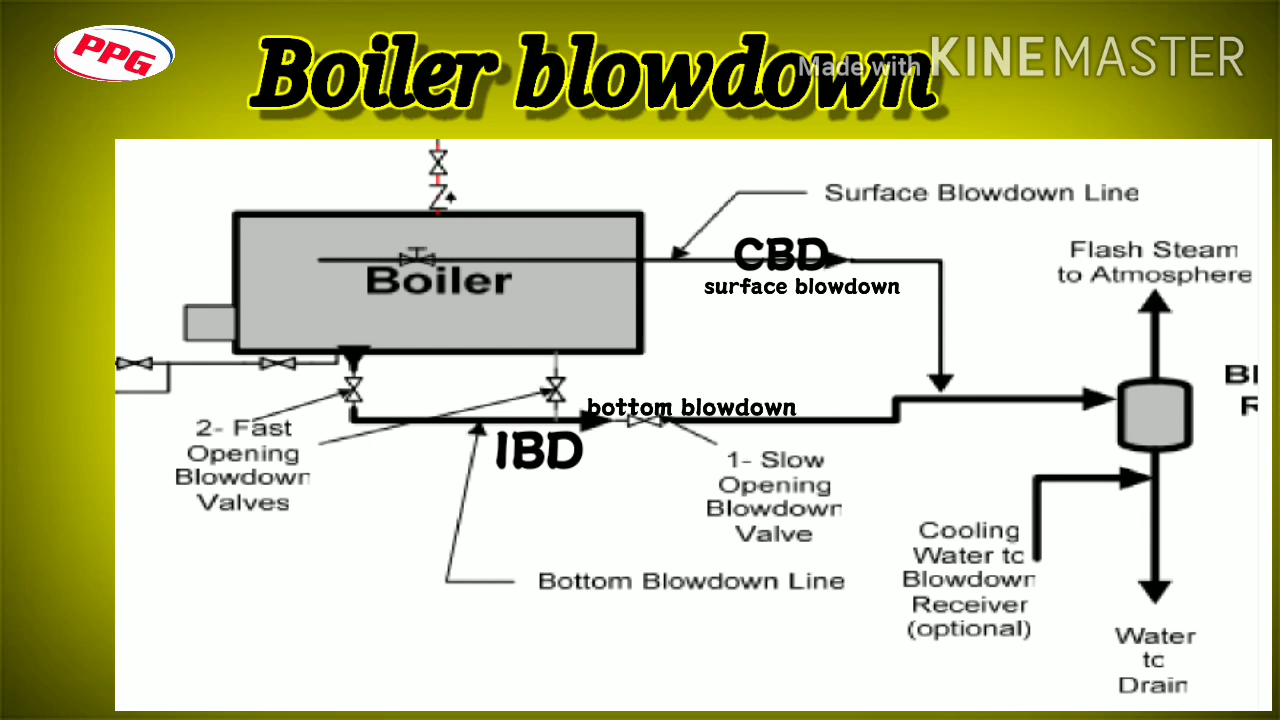 PPG
Boiler blowdown
Made with KINEMASTER
Surface Blowdown Line
CBD
surface blowdown
Flash Steam
to Atmosphere
Boiler
bottom blowdown
IBD
2- Fast
Opening
Blowdown
Valves
1- Slow
Opening
Blowdown
Valve
Bottom Blowdown Line
Cooling
Water to
Blowdown
Receiver
(optional)
Water
to
Drain